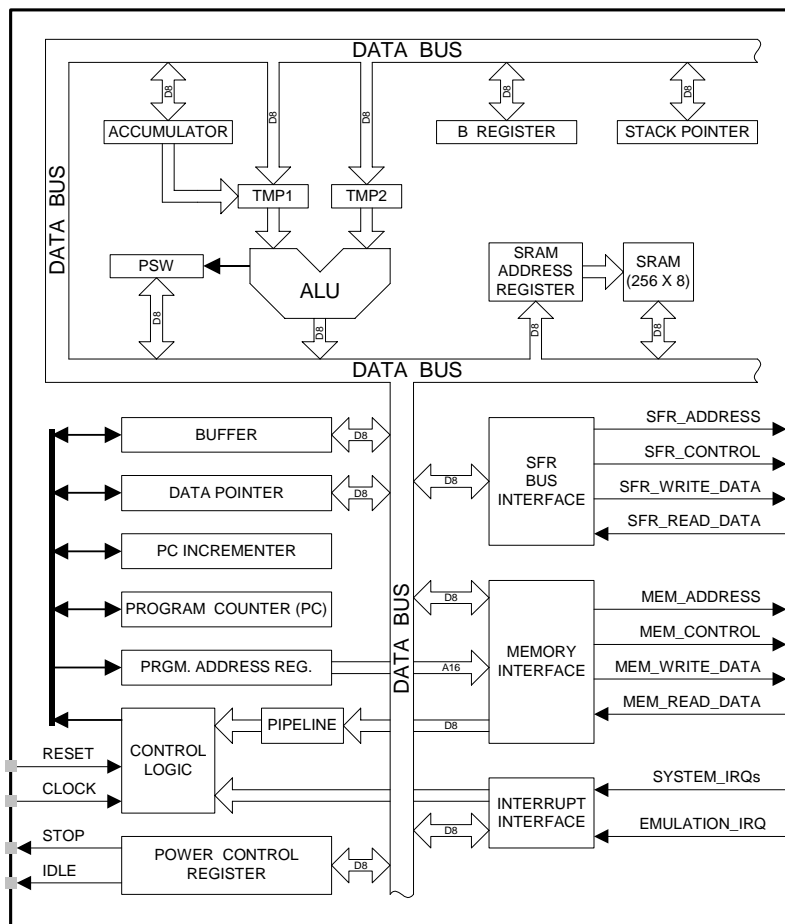 DATA BUS
D8
D8
D8
D8
D8
ACCUMULATOR
B REGISTER
STACK POINTER
DATA BUS
TMP1
TMP2
PSW
ALU
SRAM
ADDRESS
REGISTER
SRAM
(256 X 8)
D8
D8
D8
D8
DATA BUS
BUFFER
D8
DATA POINTER
D8
PC INCREMENTER
PROGRAM COUNTER (PC)
PRGM. ADDRESS REG.
A16
PIPELINE
D8
CONTROL
LOGIC
RESET
CLOCK
STOP
IDLE
POWER CONTROL
REGISTER
D8
DATA BUS
D8
SFR
BUS
INTERFACE
SFR_ADDRESS
SFR_CONTROL
SFR_WRITE_DATA
SFR_READ_DATA
D8
MEMORY
INTERFACE
MEM_ADDRESS
MEM_CONTROL
MEM_WRITE_DATA
MEM_READ_DATA
D8
INTERRUPT
INTERFACE
SYSTEM_IRQs
EMULATION_IRQ